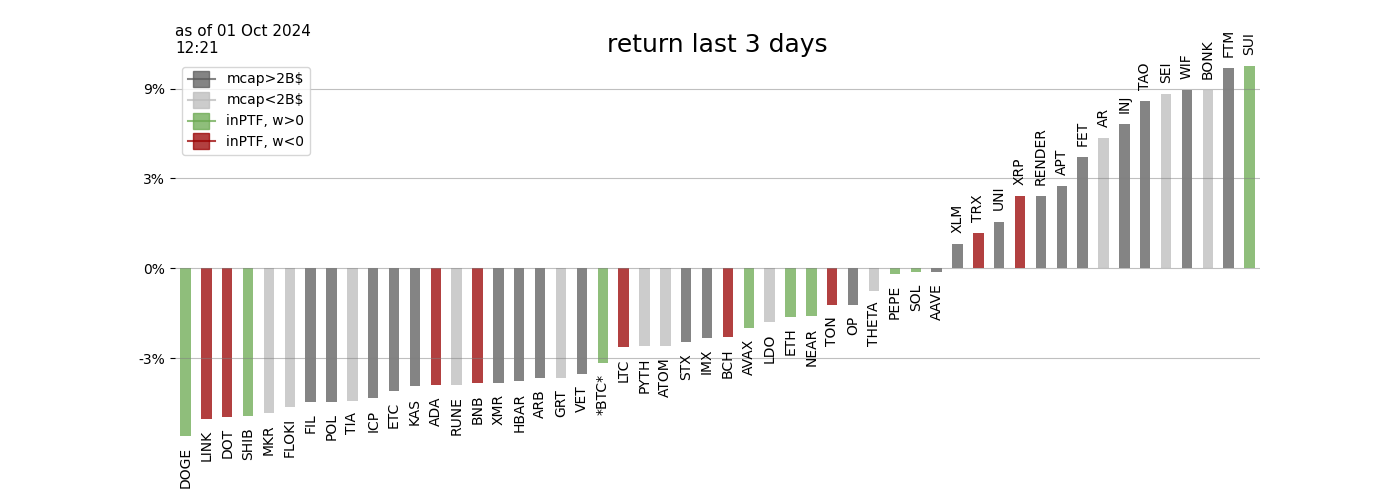 as of 01 Oct 2024
12:21
return last 3 days
mcap>2B$
mcap<2B$
inPTF, w>0
inPTF, w<0
9%
3%
0%
-3%
DOGE
LINK
DOT
SHIB
MKR
FLOKI
FIL
POL
TIA
ICP
ETC
KAS
ADA
RUNE
BNB
XMR
HBAR
ARB
GRT
VET
*BTC*
LTC
PYTH
ATOM
STX
IMX
BCH
AVAX
LDO
ETH
NEAR
TON
OP
THETA
PEPE
SOL
AAVE
XLM
TRX
UNI
XRP
RENDER
APT
FET
AR
INJ
TAO
SEI
WIF
BONK
FTM
SUI